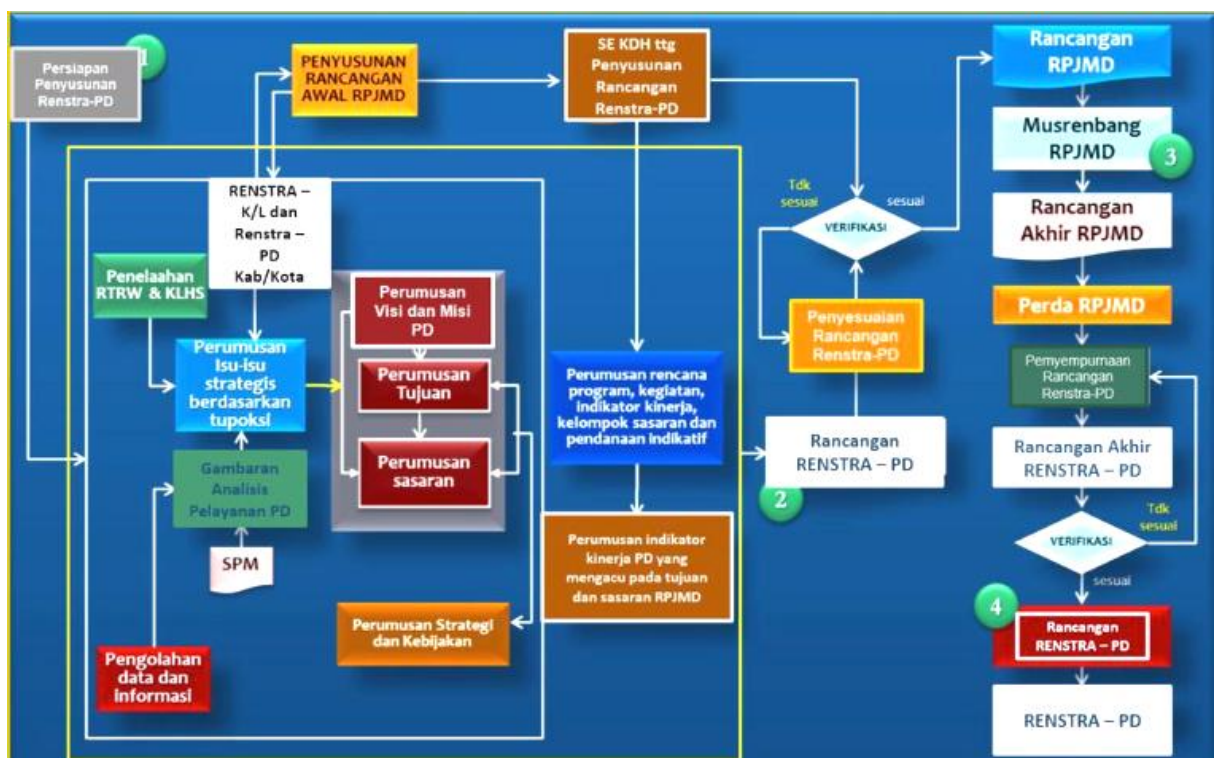 1
Persiapan
Penyusunan
Renstra-PD
PENYUSUNAN
RANCANGAN
AWAL RPJMD
SE KDH ttg
Penyusunan
Rancangan
Renstra-PD
RENSTRA –
K/L dan
Renstra –
PD
Kab/Kota
Penelaahan
RTRW & KLHS
Perumusan
Isu-isu
strategis
berdasarkan
tupoksi
Gambaran
Analisis
Pelayanan PD
SPM
Pengolahan
data dan
informasi
Perumusan
Visi dan Misi
PD
Perumusan
Tujuan
Perumusan
sasaran
Perumusan Strategi
dan Kebijakan
Perumusan rencana
program, kegiatan,
indikator kinerja,
kelompok sasaran dan
pendanaan indikatif
Perumusan indikator
kinerja PD yang
mengacu pada tujuan
dan sasaran RPJMD
Tdk
sesuai
sesuai
VERIFIKASI
Penyesuaian
Rancangan
Renstra-PD
Rancangan
RENSTRA – PD
2
Rancangan
RPJMD
Musrenbang
RPJMD
3
Rancangan
Akhir RPJMD
Perda RPJMD
Pemyempurnaan
Rancangan
Renstra-PD
Rancangan Akhir
RENSTRA – PD
Tdk
sesuai
VERIFIKASI
sesuai
4
Rancangan
RENSTRA – PD
RENSTRA – PD